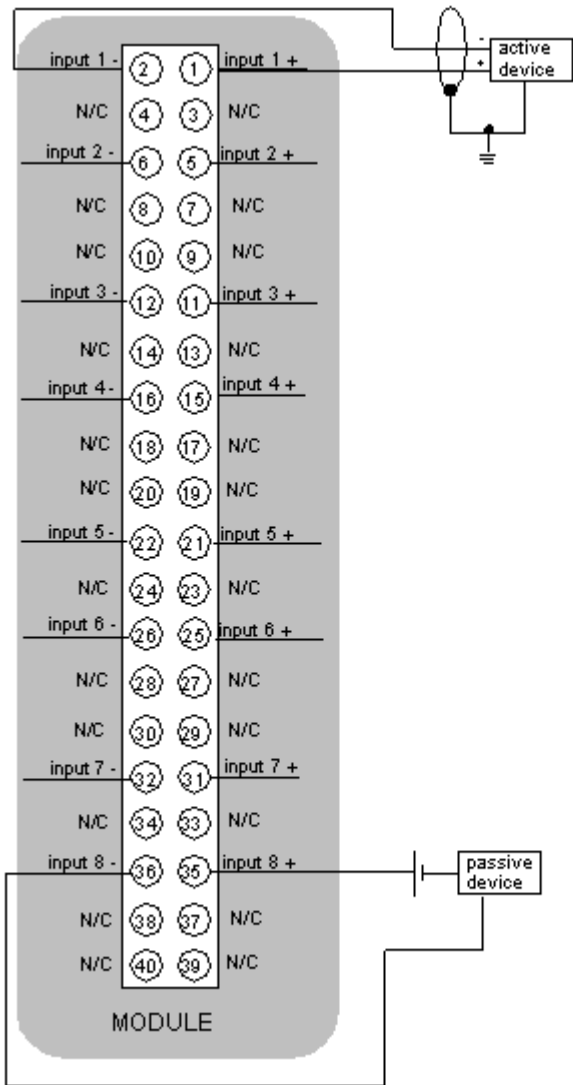 input 1 - 2 1 input 1 + - + active device
N/C 4 3 N/C
input 2 - 6 5 input 2 +
N/C 8 7 N/C
N/C 10 9 N/C
input 3 - 12 11 input 3 +
N/C 14 13 N/C
input 4- 16 15 input 4 +
N/C 18 17 N/C
N/C 20 19 N/C
input 5 - 22 21 input 5 +
N/C 24 23 N/C
input 6 - 26 25 input 6 +
N/C 28 27 N/C
N/C 30 29 N/C
input 7 - 32 31 input 7 +
N/C 34 33 N/C
input 8 - 36 35 input 8 + passive device
N/C 38 37 N/C
N/C 40 39 N/C
MODULE